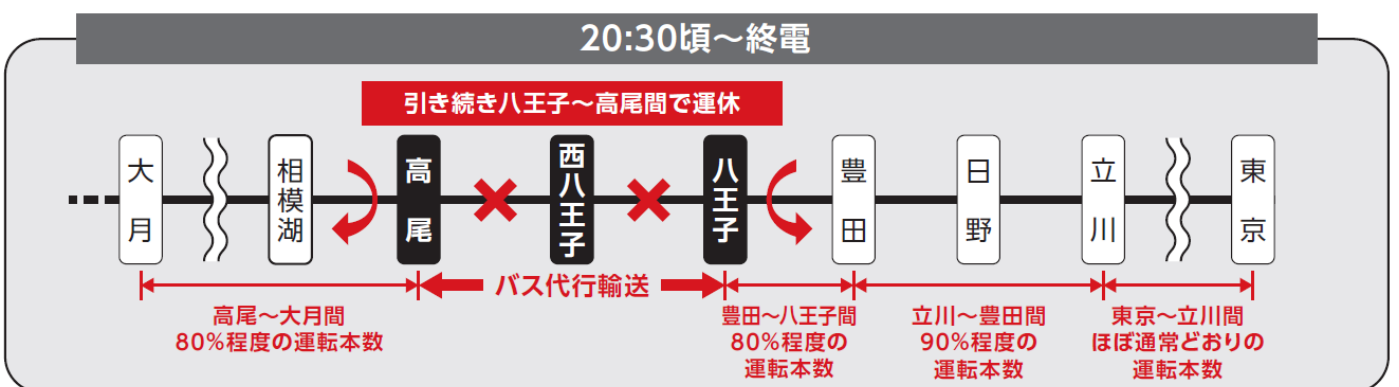 20:30頃～終電
引き続き八王子～高尾間で運休
大月
相模湖
高尾
西八王子
八王子
豊田
日野
立川
東京
バス代行輸送
高尾～大月間
80%程度の運転本数
豊田～八王子間
80%程度の
運転本数
立川～豊田間
90%程度の
運転本数
東京～立川間
ほぼ通常どおりの
運転本数